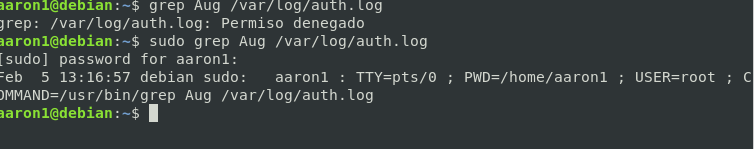 aaron1@debian:~$ grep Aug /var/log/auth.log
grep: /var/log/auth.log: Permiso denegado
aaron1@debian:~$ sudo grep Aug /var/log/auth.log
[sudo] password for aaron1:
Feb  5 13:16:57 debian sudo:   aaron1 : TTY=pts/0 ; PWD=/home/aaron1 ; USER=root ; C
OMMAND=/usr/bin/grep Aug /var/log/auth.log
aaron1@debian:~$